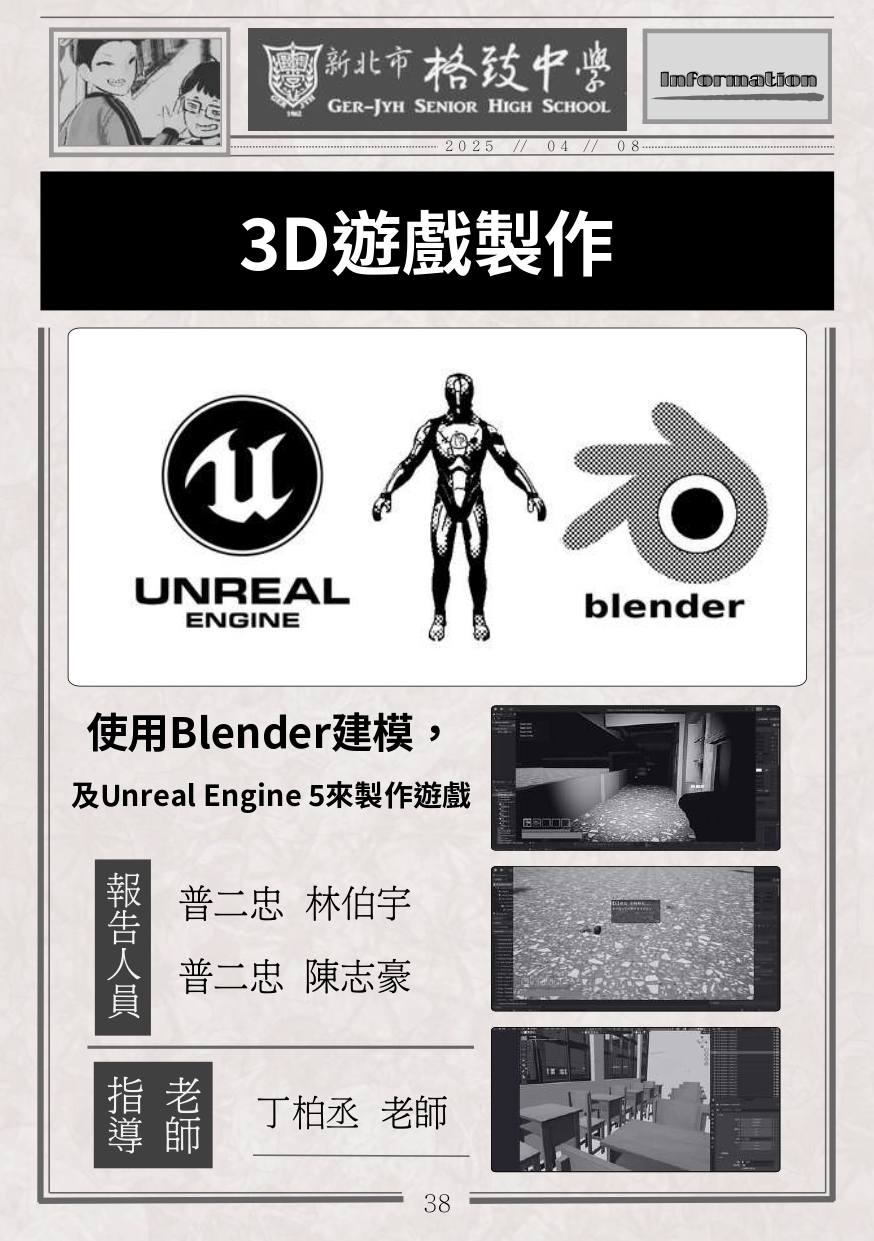 新北市 格致中學
GER-JYH SENIOR HIGH SCHOOL
GER-JYH
1962
Information
2025 // 04 // 08
3D遊戲製作
UNREAL
ENGINE
blender
使用Blender建模，
及Unreal Engine 5來製作遊戲
報告人員
普二忠 林伯宇
普二忠 陳志豪
指導老師
丁柏丞 老師
38